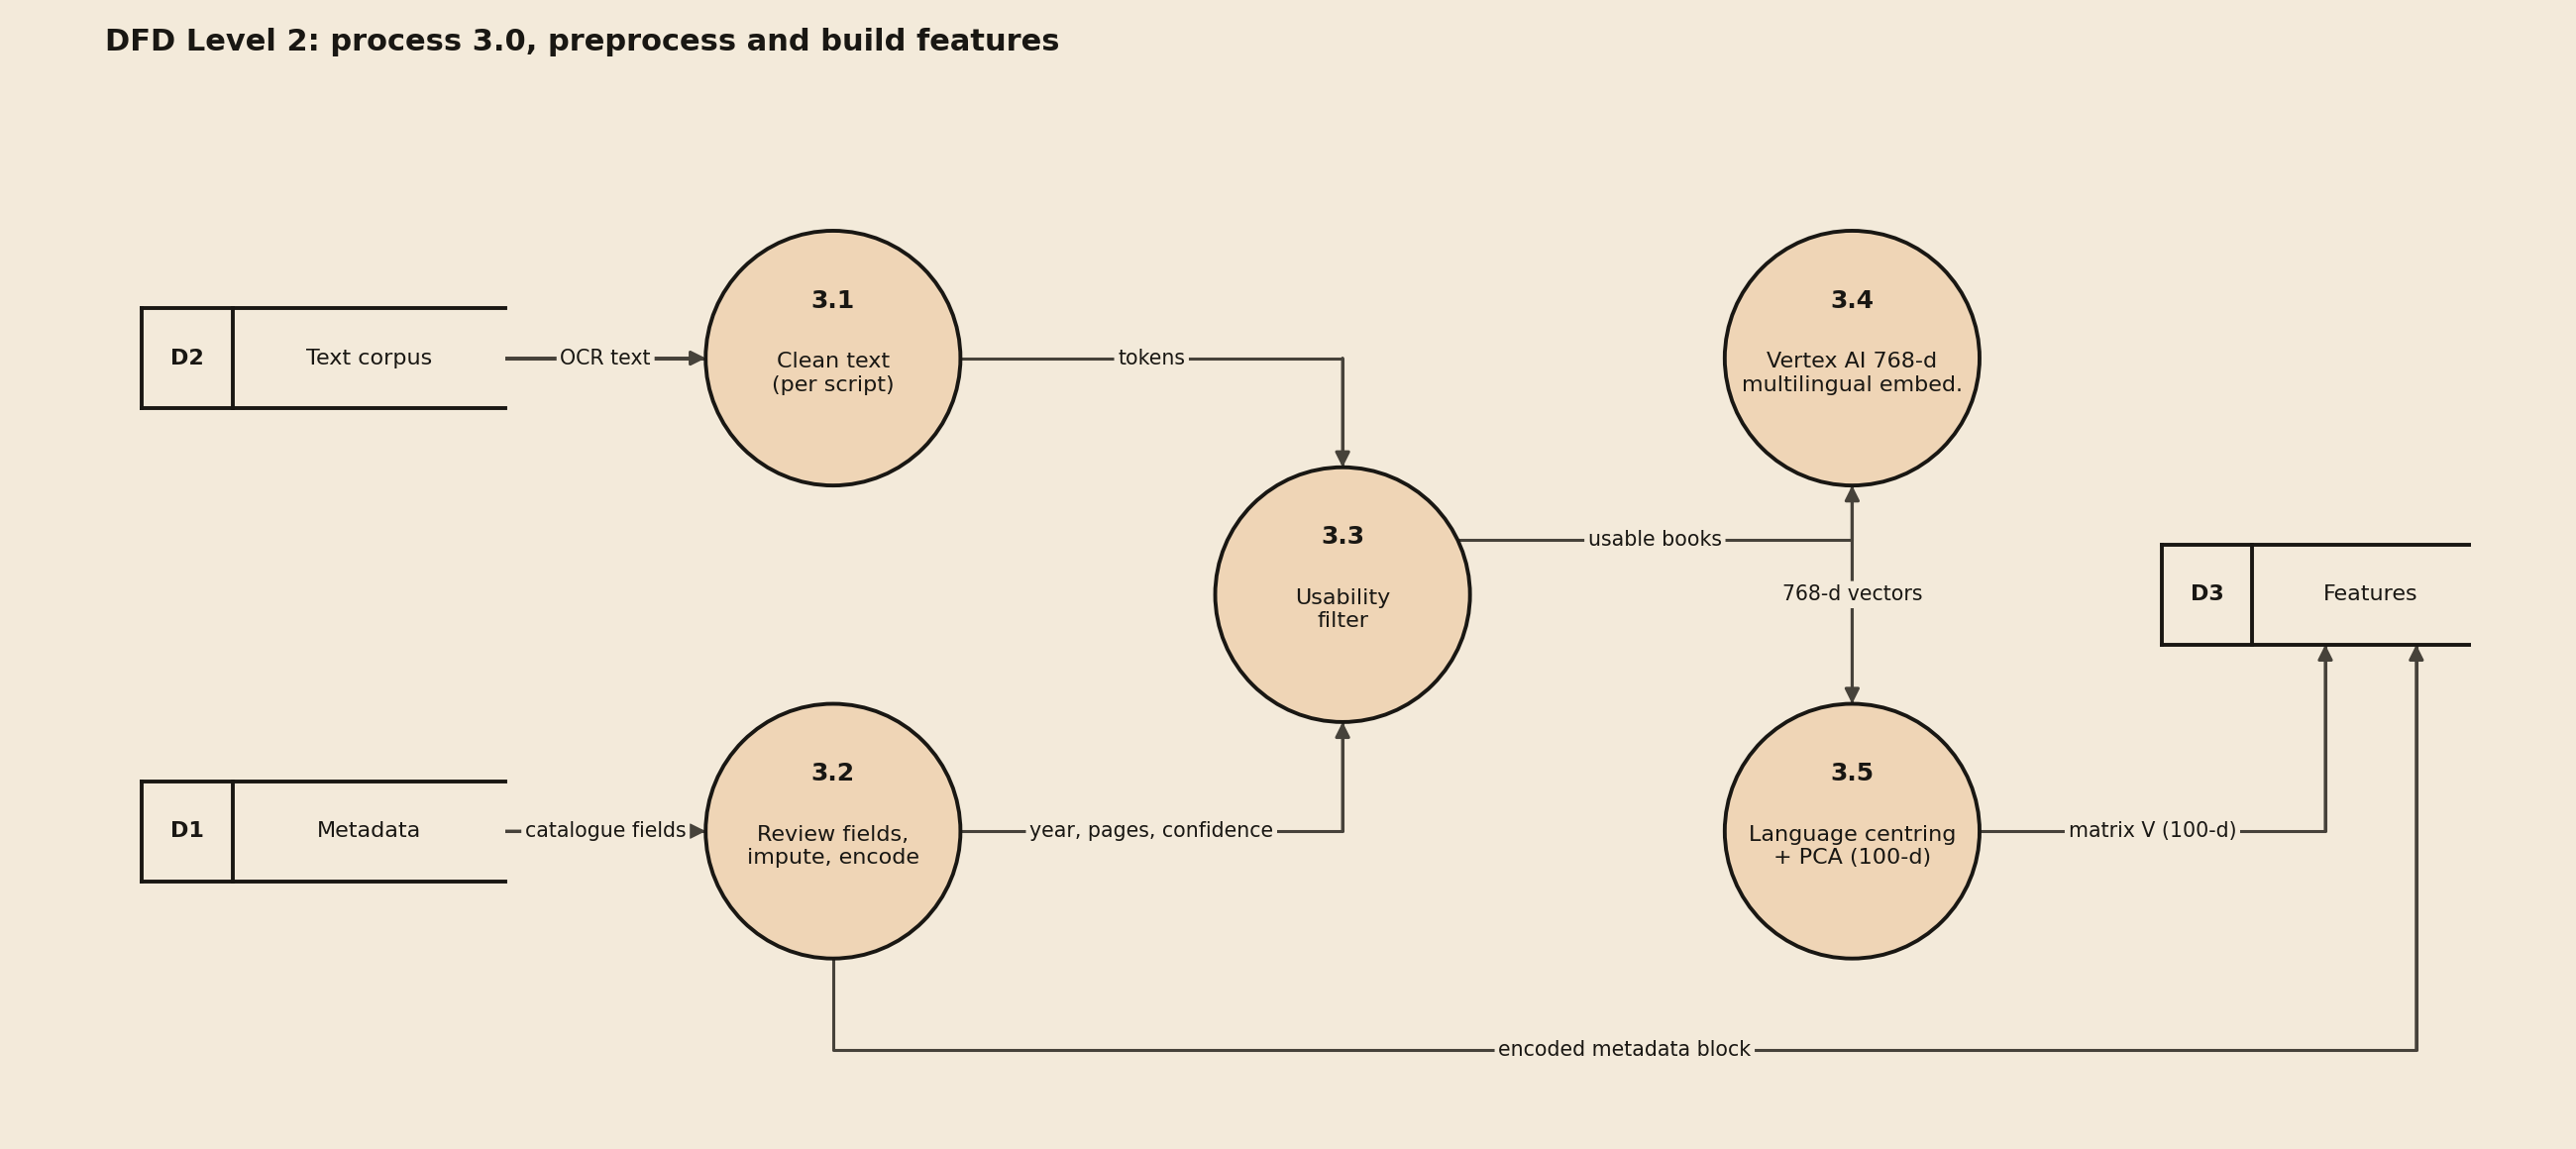 DFD Level 2: process 3.0, preprocess and build features
D2
Text corpus
OCR text
3.1
Clean text
(per script)
tokens
3.4
Vertex AI 768-d
multilingual embed.
3.3
Usability
filter
usable books
768-d vectors
D3
Features
D1
Metadata
catalogue fields
3.2
Review fields,
impute, encode
year, pages, confidence
3.5
Language centring
+ PCA (100-d)
matrix V (100-d)
encoded metadata block